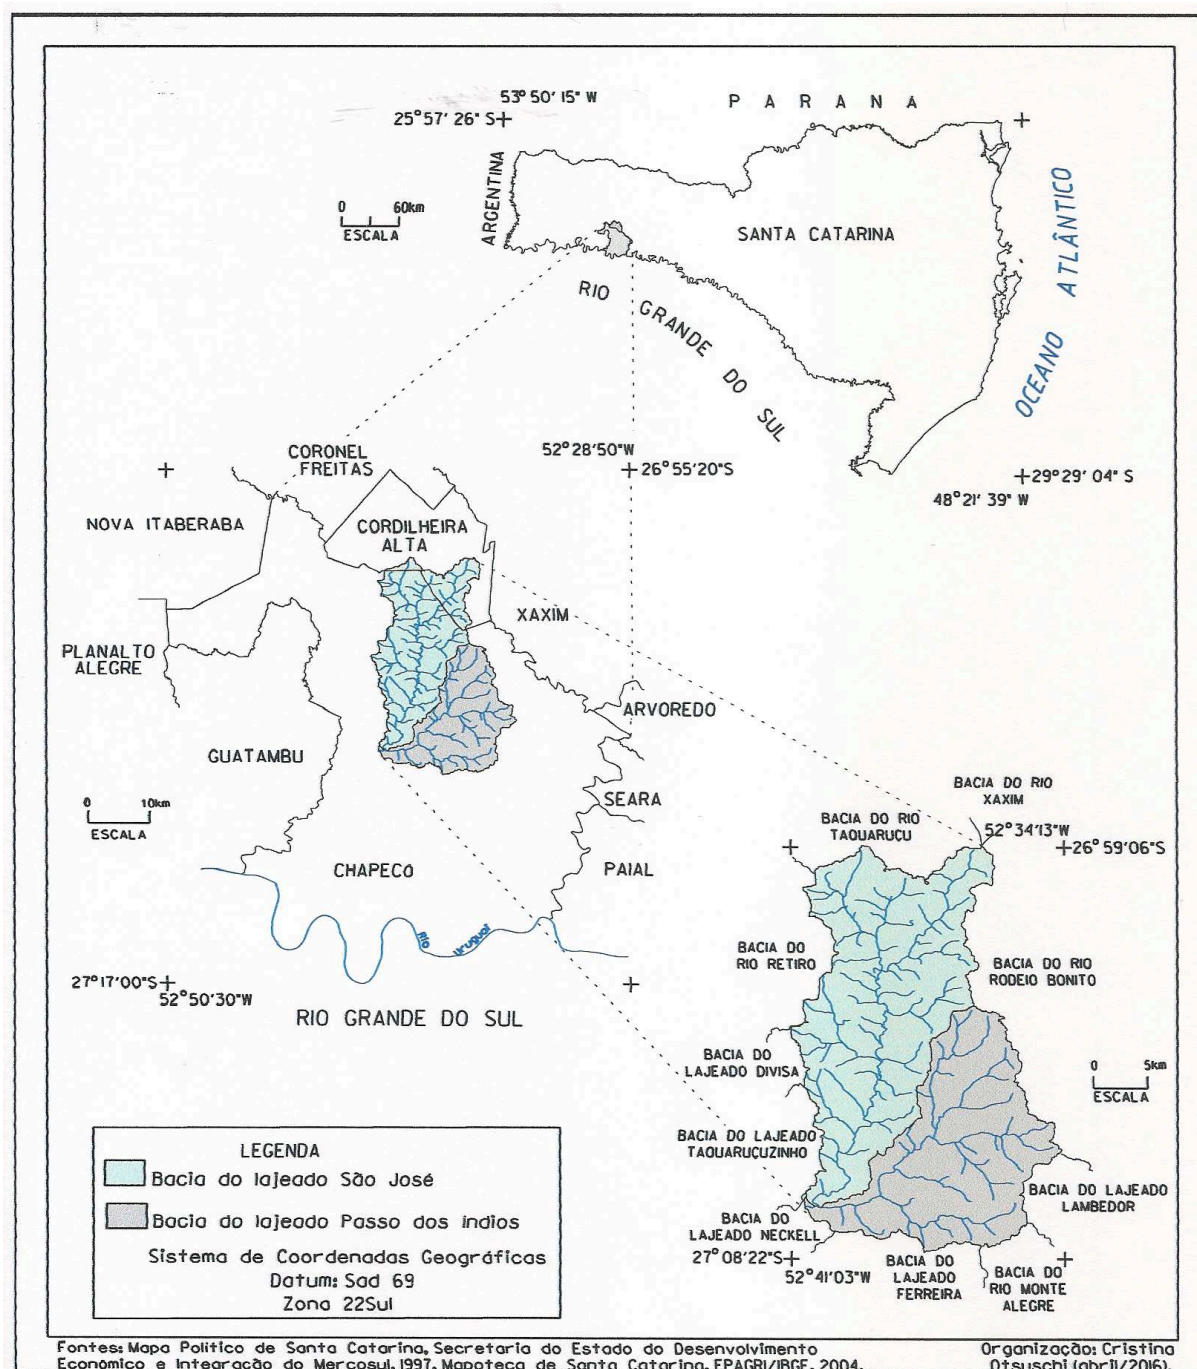 53° 50' 15" W
25° 57' 26" S
P A R A N Á
ARGENTINA
0 60km
ESCALA
SANTA CATARINA
OCEANO ATLÂNTICO
RIO GRANDE DO SUL
CORONEL
FREITAS
52° 28'50" W
26° 55'20" S
29° 29' 04" S
48° 21' 39" W
NOVA ITABERABA
CORDILHEIRA
ALTA
XAXIM
PLANALTO
ALEGRE
ARVOREDO
GUATAMBU
0 10km
ESCALA
SEARA
CHAPECÓ
PAIAL
Rio Uruguai
27° 17'00" S
52° 50'30" W
RIO GRANDE DO SUL
BACIA DO RIO
XAXIM
BACIA DO RIO
TAQUARUÇU
52° 34'13" W
26° 59'06" S
BACIA DO
RIO RETIRO
BACIA DO RIO
RODEIO BONITO
BACIA DO
LAJEADO DIVISA
0 5km
ESCALA
BACIA DO LAJEADO
TAQUARUÇUZINHO
BACIA DO LAJEADO
LAMBEDOR
BACIA DO
LAJEADO NECKELL
27° 08'22" S
52° 41'03" W
BACIA DO
LAJEADO
FERREIRA
BACIA DO
RIO MONTE
ALEGRE
LEGENDA
Bacia do lajeado São José
Bacia do lajeado Passo dos índios
Sistema de Coordenadas Geográficas
Datum: Sad 69
Zona 22Sul
Fontes: Mapa Político de Santa Catarina, Secretaria do Estado do Desenvolvimento
Econômico e Integração do Mercosul, 1997. Mapoteca de Santa Catarina. EPAGRI/IBGE. 2004.
Organização: Cristina
Otsuschi (abril/2016).